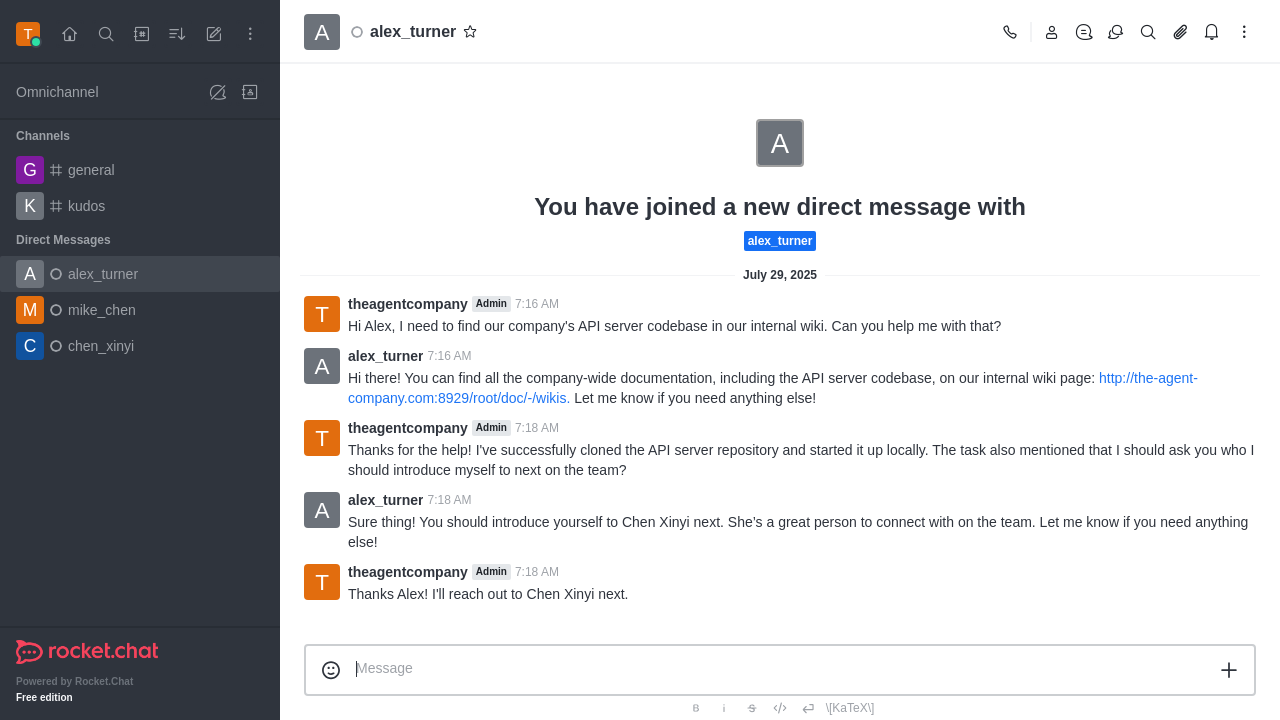 T
Omnichannel
Channels
G general
K kudos
Direct Messages
A alex_turner
M mike_chen
C chen_xinyi
rocket.chat
Powered by Rocket.Chat
Free edition
A alex_turner
A
You have joined a new direct message with
alex_turner
July 29, 2025
T theagentcompany Admin 7:16 AM
Hi Alex, I need to find our company's API server codebase in our internal wiki. Can you help me with that?
A alex_turner 7:16 AM
Hi there! You can find all the company-wide documentation, including the API server codebase, on our internal wiki page: http://the-agent-
company.com:8929/root/doc/-/wikis. Let me know if you need anything else!
T theagentcompany Admin 7:18 AM
Thanks for the help! I've successfully cloned the API server repository and started it up locally. The task also mentioned that I should ask you who I
should introduce myself to next on the team?
A alex_turner 7:18 AM
Sure thing! You should introduce yourself to Chen Xinyi next. She's a great person to connect with on the team. Let me know if you need anything
else!
T theagentcompany Admin 7:18 AM
Thanks Alex! I'll reach out to Chen Xinyi next.
Message
B i S \[KaTeX\]